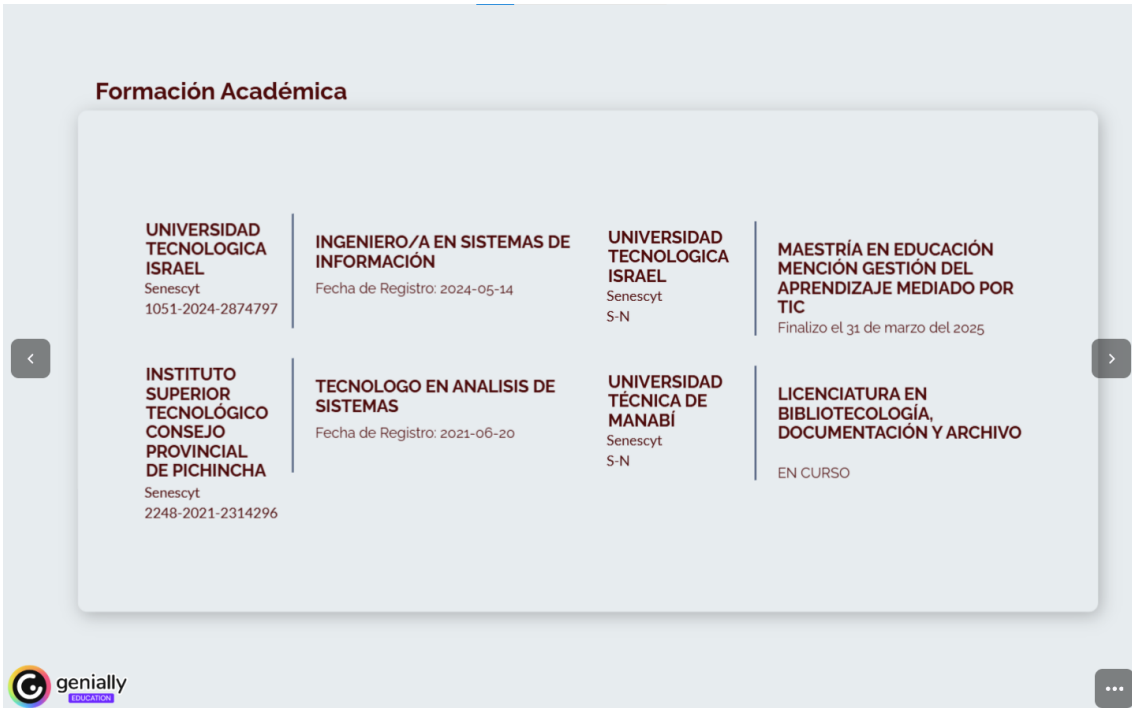 Formación Académica
UNIVERSIDAD
TECNOLOGICA
ISRAEL
Senescyt
1051-2024-2874797
INGENIERO/A EN SISTEMAS DE
INFORMACIÓN
Fecha de Registro: 2024-05-14
UNIVERSIDAD
TECNOLOGICA
ISRAEL
Senescyt
S-N
MAESTRÍA EN EDUCACIÓN
MENCIÓN GESTIÓN DEL
APRENDIZAJE MEDIADO POR
TIC
Finalizo el 31 de marzo del 2025
INSTITUTO
SUPERIOR
TECNOLÓGICO
CONSEJO
PROVINCIAL
DE PICHINCHA
Senescyt
2248-2021-2314296
TECNOLOGO EN ANALISIS DE
SISTEMAS
Fecha de Registro: 2021-06-20
UNIVERSIDAD
TÉCNICA DE
MANABÍ
Senescyt
S-N
LICENCIATURA EN
BIBLIOTECOLOGÍA,
DOCUMENTACIÓN Y ARCHIVO
EN CURSO
genially
EDUCATION